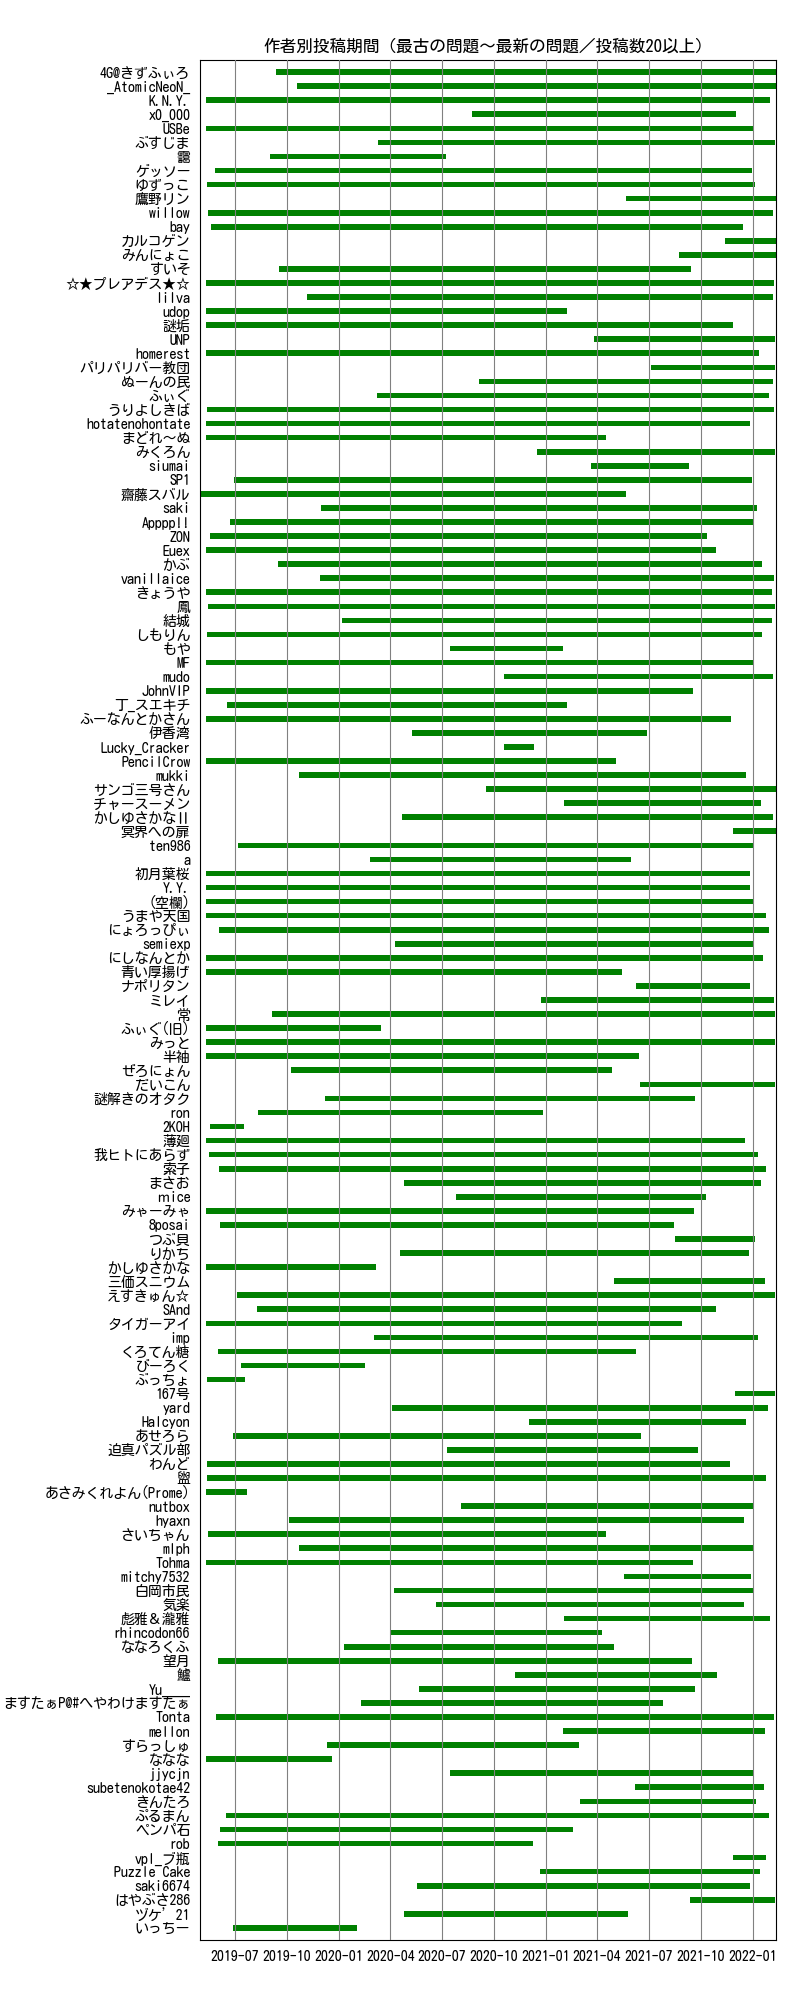 作者別投稿期間（最古の問題～最新の問題／投稿数20以上）
4G@きずふぃろ
_AtomicNeoN_
K.N.Y.
x0_000
USBe
ぶすじま
靄
ゲッソー
ゆずっこ
鷹野リン
willow
bay
カルコゲン
みんにょこ
すいそ
☆★プレアデス★☆
lilva
udop
謎垢
UNP
homerest
パリパリバー教団
ぬーんの民
ふぃぐ
うりよしきば
hotatenohontate
まどれ～ぬ
みくろん
siumai
SP1
齋藤スバル
saki
Appppll
ZON
Euex
かぶ
vanillaice
きょうや
鳳
結城
しもりん
もや
MF
mudo
JohnVIP
丁_スエキチ
ふーなんとかさん
伊香湾
Lucky_Cracker
PencilCrow
mukki
サンゴ三号さん
チャースーメン
かしゆさかなII
冥界への扉
ten986
a
初月葉桜
Y.Y.
(空欄)
うまや天国
にょろっぴぃ
semiexp
にしなんとか
青い厚揚げ
ナポリタン
ミレイ
常
ふぃぐ(旧)
みっと
半袖
ぜろにょん
だいこん
謎解きのオタク
ron
2KOH
薄廻
我ヒトにあらず
索子
まさお
mice
みゃーみゃ
8posai
つぶ貝
りかち
かしゆさかな
三価スニウム
えすきゅん☆
SAnd
タイガーアイ
imp
くろてん糖
びーろく
ぶっちょ
167号
yard
Halcyon
あせろら
迫真パズル部
わんど
あさみくれよん(Prome)
nutbox
hyaxn
さいちゃん
mlph
Tohma
mitchy7532
白岡市民
気楽
彪雅＆瀧雅
rhincodon66
ななろくふ
望月
鱸
Yu____
ますたぁP@#へやわけますたぁ
Tonta
mellon
すらっしゅ
ななな
jjycjn
subetenokotae42
きんたろ
ぷるまん
ペンパ石
rob
vpl_ブ瓶
Puzzle Cake
saki6674
はやぶさ286
ヅケ’21
いっちー
2019-07 2019-10 2020-01 2020-04 2020-07 2020-10 2021-01 2021-04 2021-07 2021-10 2022-01